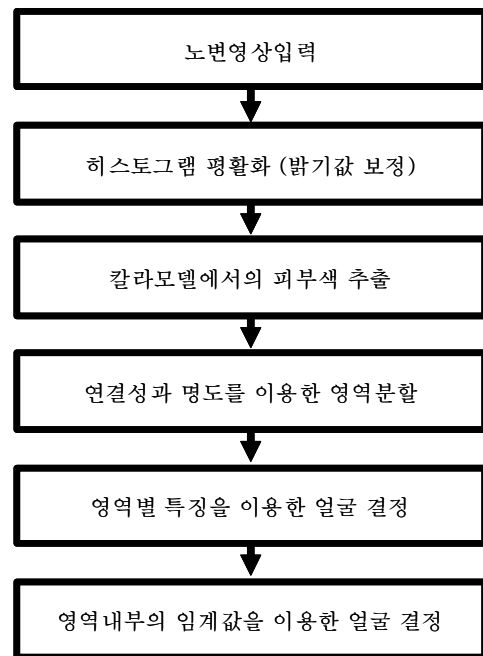 노변영상입력
히스토그램 평활화 (밝기값 보정)
칼라모델에서의 피부색 추출
연결성과 명도를 이용한 영역분할
영역별 특징을 이용한 얼굴 결정
영역내부의 임계값을 이용한 얼굴 결정